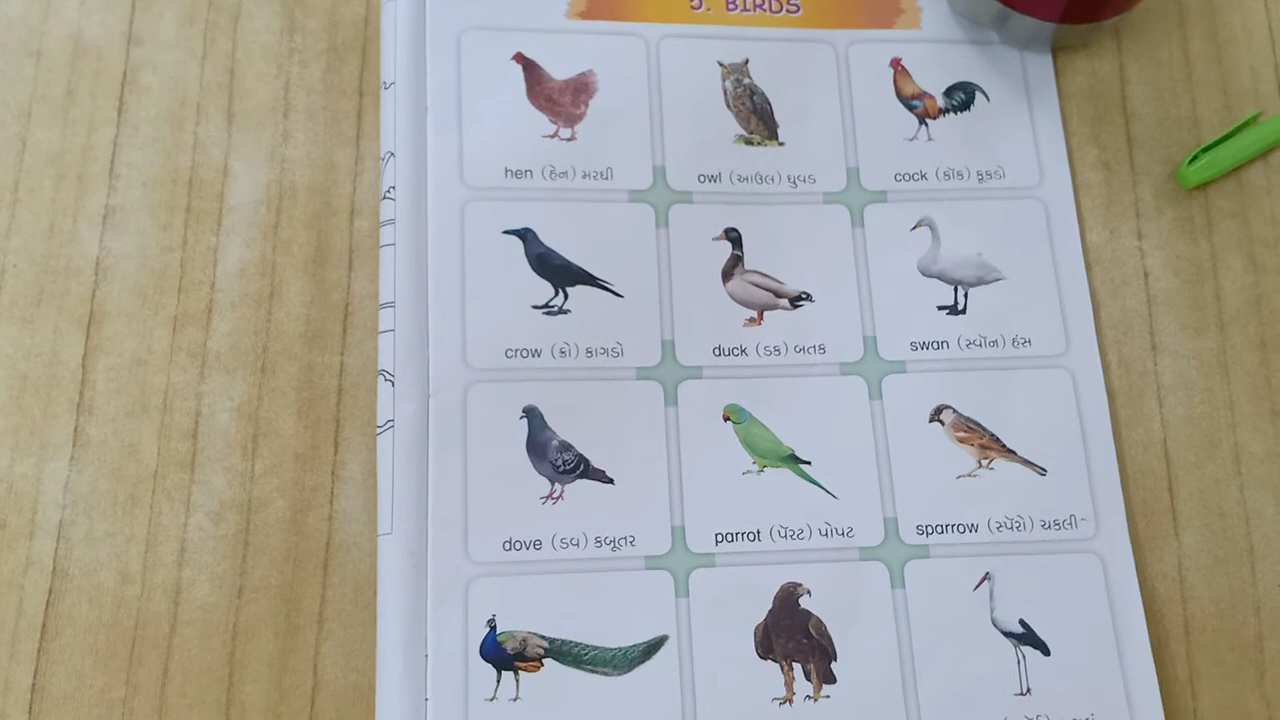 5. BIRDS
hen (હેન) મરઘી
owl (આઉલ) ઘુવડ
cock (કૉક) કૂકડો
crow (ક્રો) કાગડો
duck (ડક) બતક
swan (સ્વૉન) હંસ
dove (ડવ) કબૂતર
parrot (પૅરટ) પોપટ
sparrow (સ્પૅરો) ચકલી